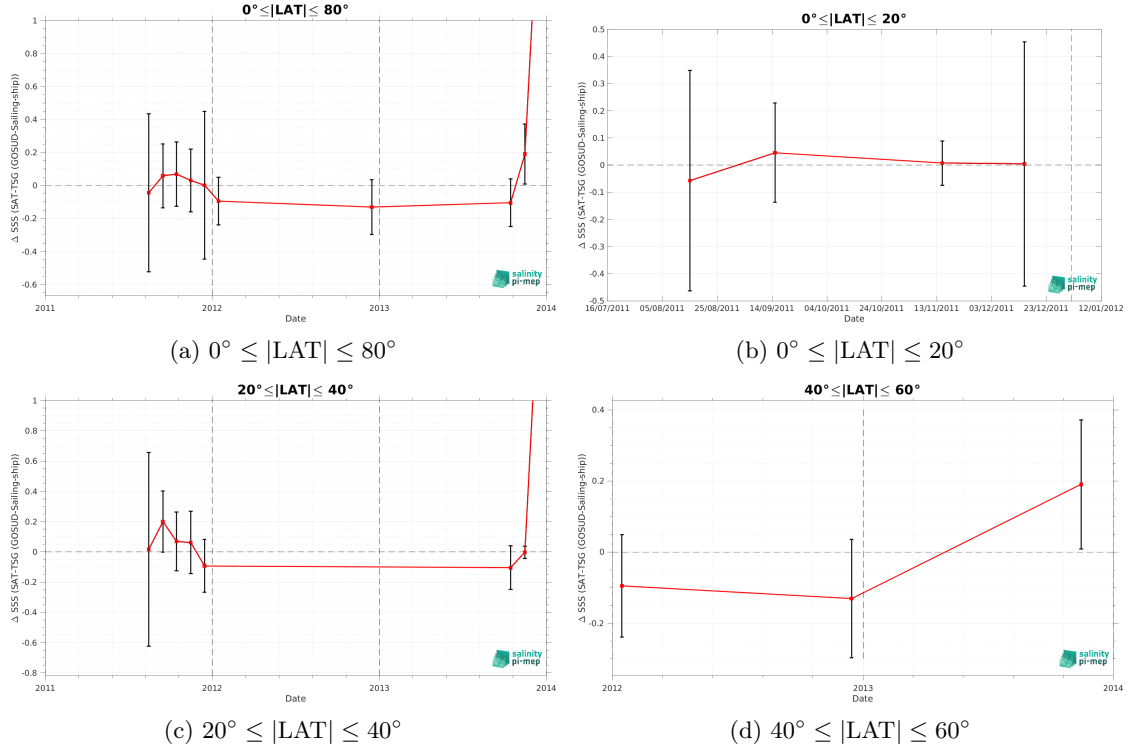 0°≤|LAT|≤ 80°
Δ SSS (SAT-TSG (GOSUD-Sailing-ship))
1
0.8
0.6
0.4
0.2
0
-0.2
-0.4
-0.6
2011
2012
2013
2014
Date
salinity
pi-mep
(a) 0° ≤ |LAT| ≤ 80°
0°≤|LAT|≤ 20°
Δ SSS (SAT-TSG (GOSUD-Sailing-ship))
0.5
0.4
0.3
0.2
0.1
0
-0.1
-0.2
-0.3
-0.4
-0.5
16/07/2011
05/08/2011
25/08/2011
14/09/2011
04/10/2011
24/10/2011
13/11/2011
03/12/2011
23/12/2011
12/01/2012
Date
salinity
pi-mep
(b) 0° ≤ |LAT| ≤ 20°
20°≤|LAT|≤ 40°
Δ SSS (SAT-TSG (GOSUD-Sailing-ship))
1
0.8
0.6
0.4
0.2
0
-0.2
-0.4
-0.6
-0.8
2011
2012
2013
2014
Date
salinity
pi-mep
(c) 20° ≤ |LAT| ≤ 40°
40°≤|LAT|≤ 60°
Δ SSS (SAT-TSG (GOSUD-Sailing-ship))
0.4
0.2
0
-0.2
2012
2013
2014
Date
salinity
pi-mep
(d) 40° ≤ |LAT| ≤ 60°